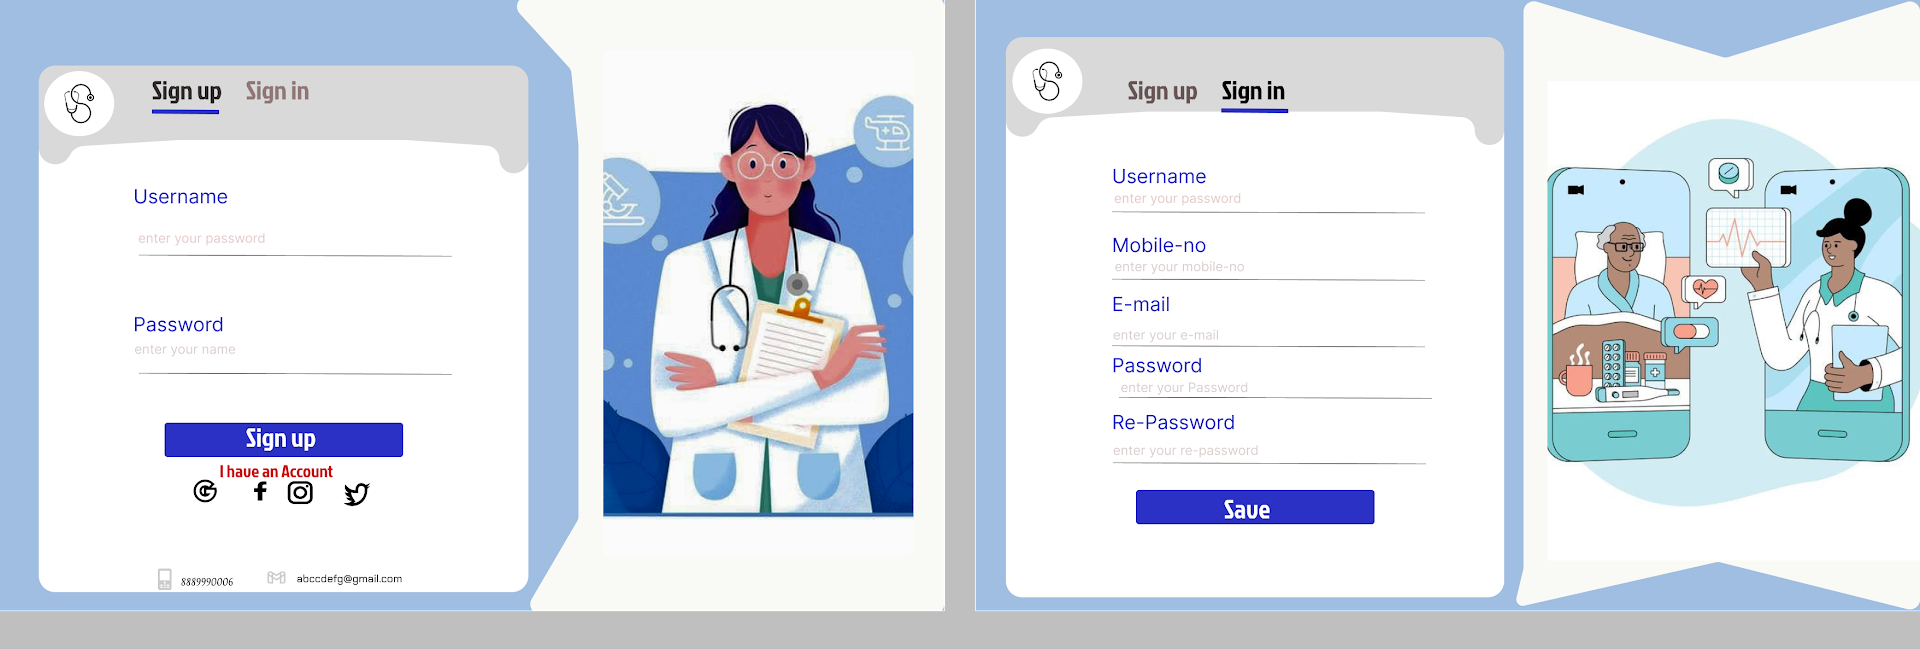 Sign up Sign in
Username
enter your password
Password
enter your name
Sign up
I have an Account
8889990006 abccdefg@gmail.com
Sign up Sign in
Username
enter your password
Mobile-no
enter your mobile-no
E-mail
enter your e-mail
Password
enter your Password
Re-Password
enter your re-password
Save